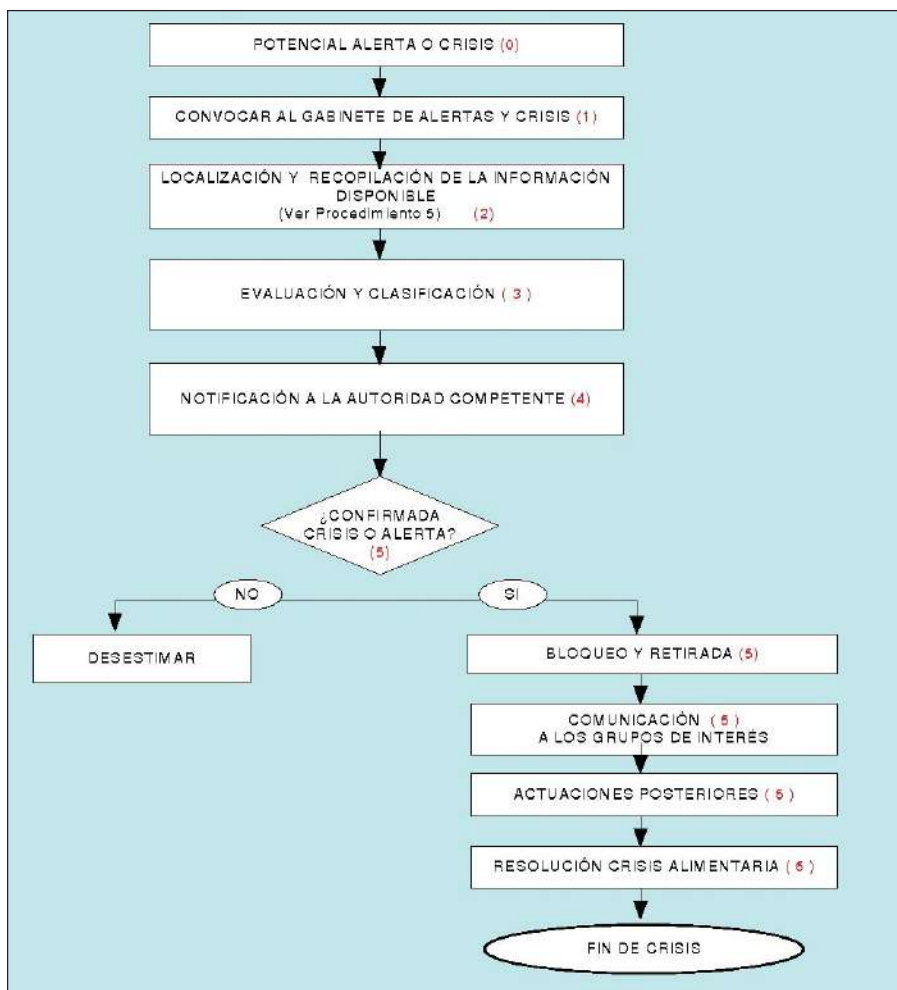 POTENCIAL ALERTA O CRISIS (0)
CONVOCAR AL GABINETE DE ALERTAS Y CRISIS (1)
LOCALIZACIÓN Y RECOPILACIÓN DE LA INFORMACIÓN
DISPONIBLE
(Ver Procedimiento 5) (2)
EVALUACIÓN Y CLASIFICACIÓN ( 3 )
NOTIFICACIÓN A LA AUTORIDAD COMPETENTE (4)
¿CONFIRMADA
CRISIS O ALERTA?
(5)
NO
SI
DESESTIMAR
BLOQUEO Y RETIRADA (5)
COMUNICACIÓN ( 5 )
A LOS GRUPOS DE INTERÉS
ACTUACIONES POSTERIORES ( 5 )
RESOLUCIÓN CRISIS ALIMENTARIA ( 6 )
FIN DE CRISIS